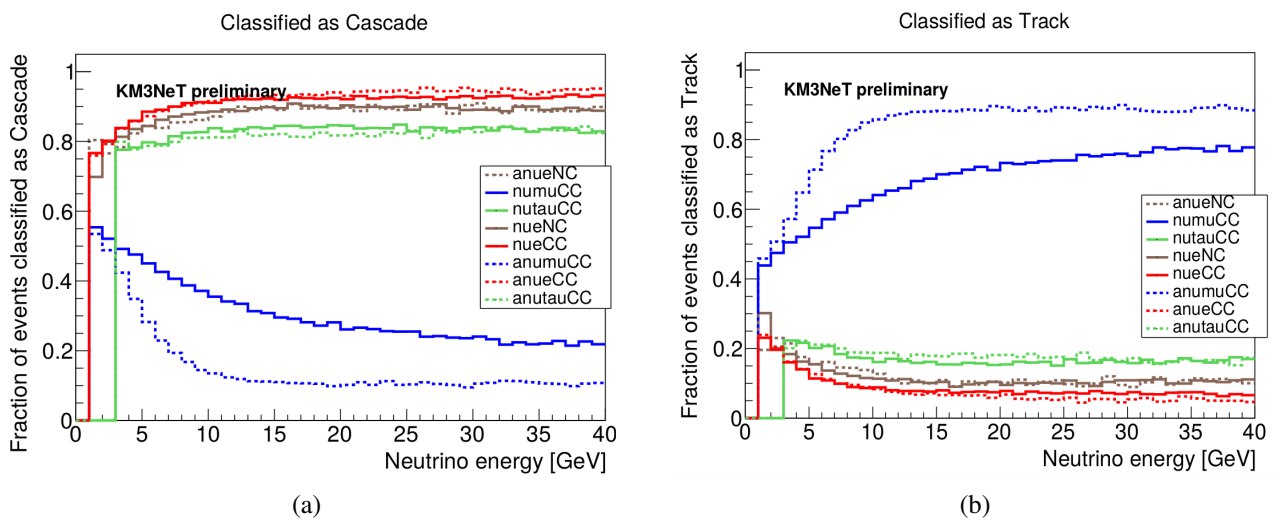 Classified as Cascade
Fraction of events classified as Cascade
1
0.8
0.6
0.4
0.2
0
KM3NeT preliminary
anueNC
numuCC
nutauCC
nueNC
nueCC
anumuCC
anueCC
anutauCC
0 5 10 15 20 25 30 35 40
Neutrino energy [GeV]
(a)
Classified as Track
Fraction of events classified as Track
1
0.8
0.6
0.4
0.2
0
KM3NeT preliminary
anueNC
numuCC
nutauCC
nueNC
nueCC
anumuCC
anueCC
anutauCC
0 5 10 15 20 25 30 35 40
Neutrino energy [GeV]
(b)